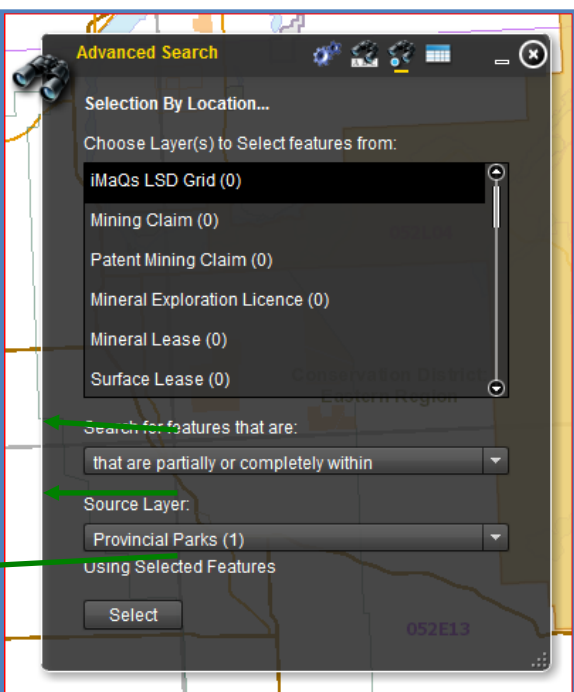 Advanced Search
Selection By Location...
Choose Layer(s) to Select features from:
iMaQs LSD Grid (0)
Mining Claim (0)
Patent Mining Claim (0)
Mineral Exploration Licence (0)
Mineral Lease (0)
Surface Lease (0)
Conservation District
Eastern Region
Search for features that are:
that are partially or completely within
Source Layer:
Provincial Parks (1)
Using Selected Features
Select
052E13